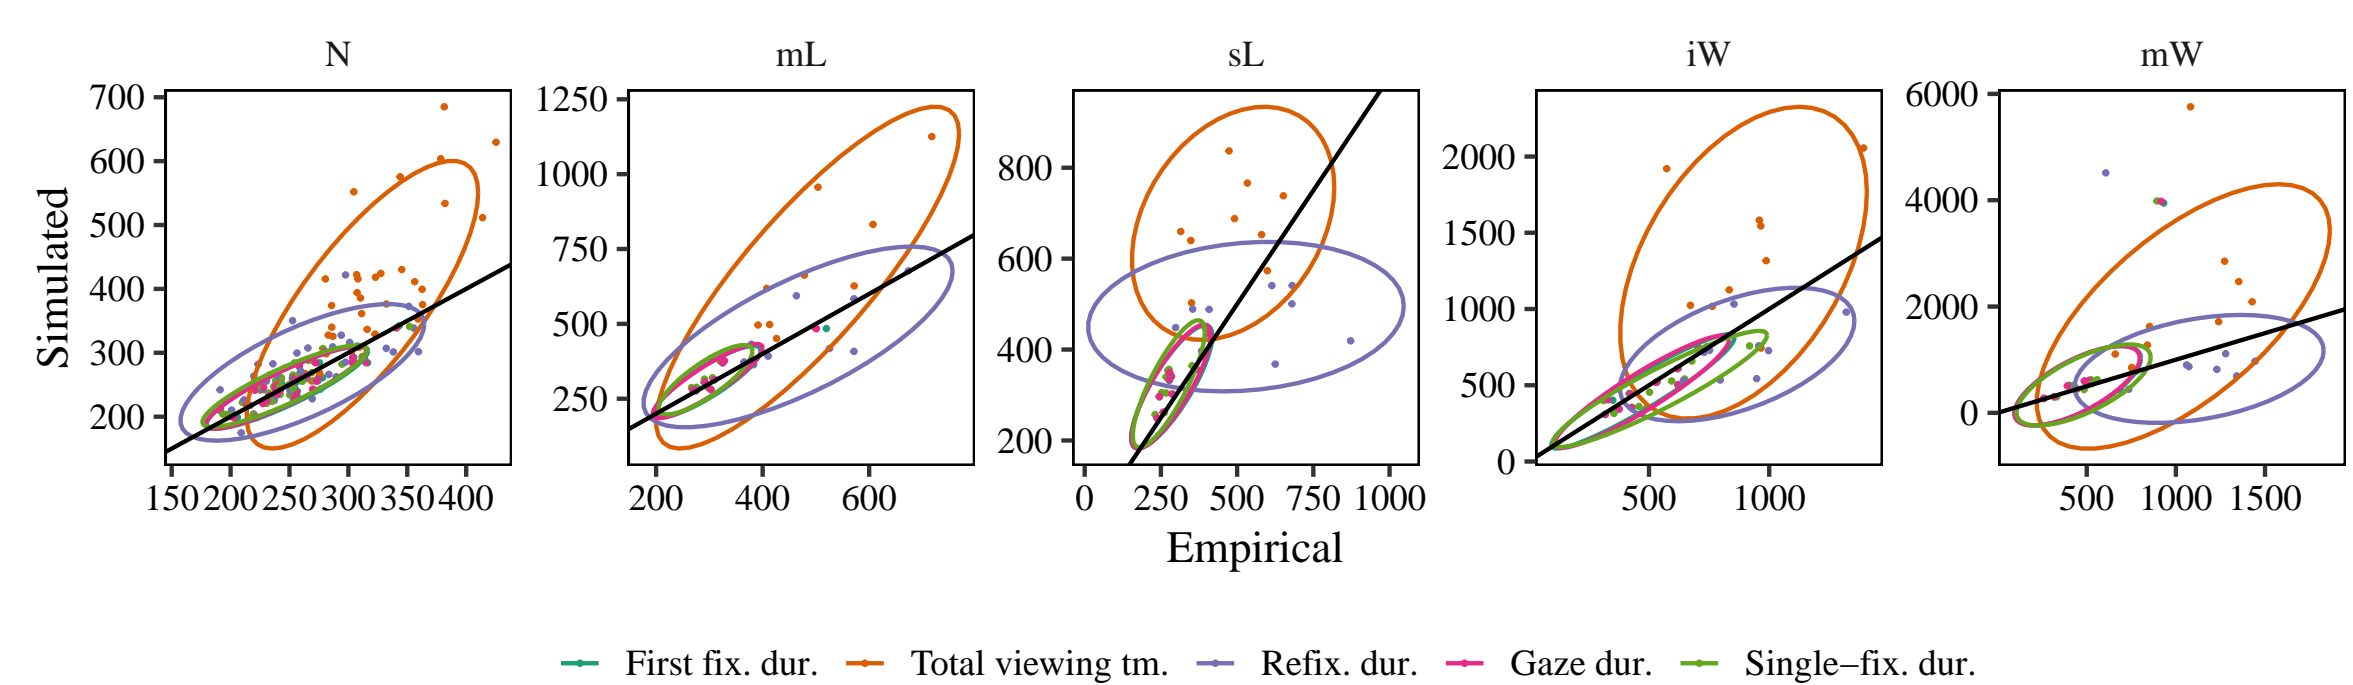 N mL sL iW mW
700 600 500 400 300 200
1250 1000 750 500 250
800 600 400 200
2000 1500 1000 500 0
6000 4000 2000 0
Simulated
150 200 250 300 350 400
200 400 600
0 250 500 750 1000
500 1000
500 1000 1500
Empirical
First fix. dur. Total viewing tm. Refix. dur. Gaze dur. Single−fix. dur.